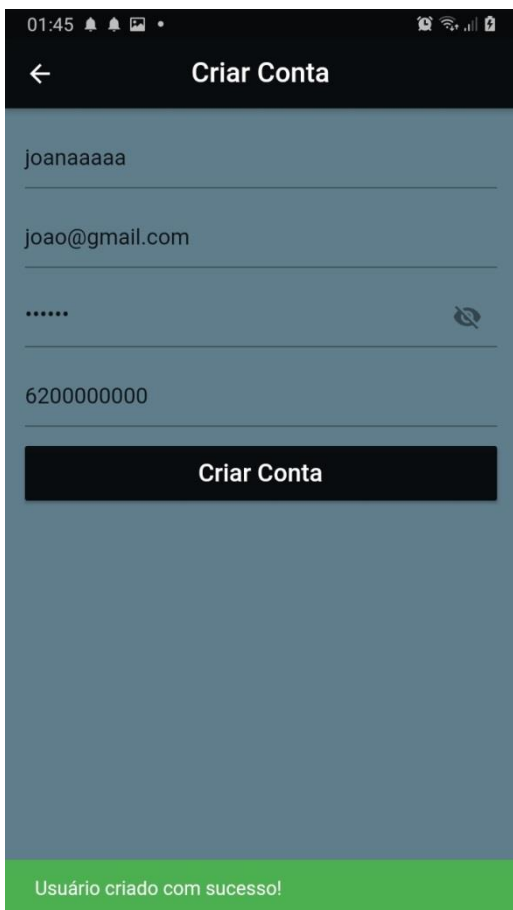 01:45
Criar Conta
joanaaaaa
joao@gmail.com
••••••
6200000000
Criar Conta
Usuário criado com sucesso!